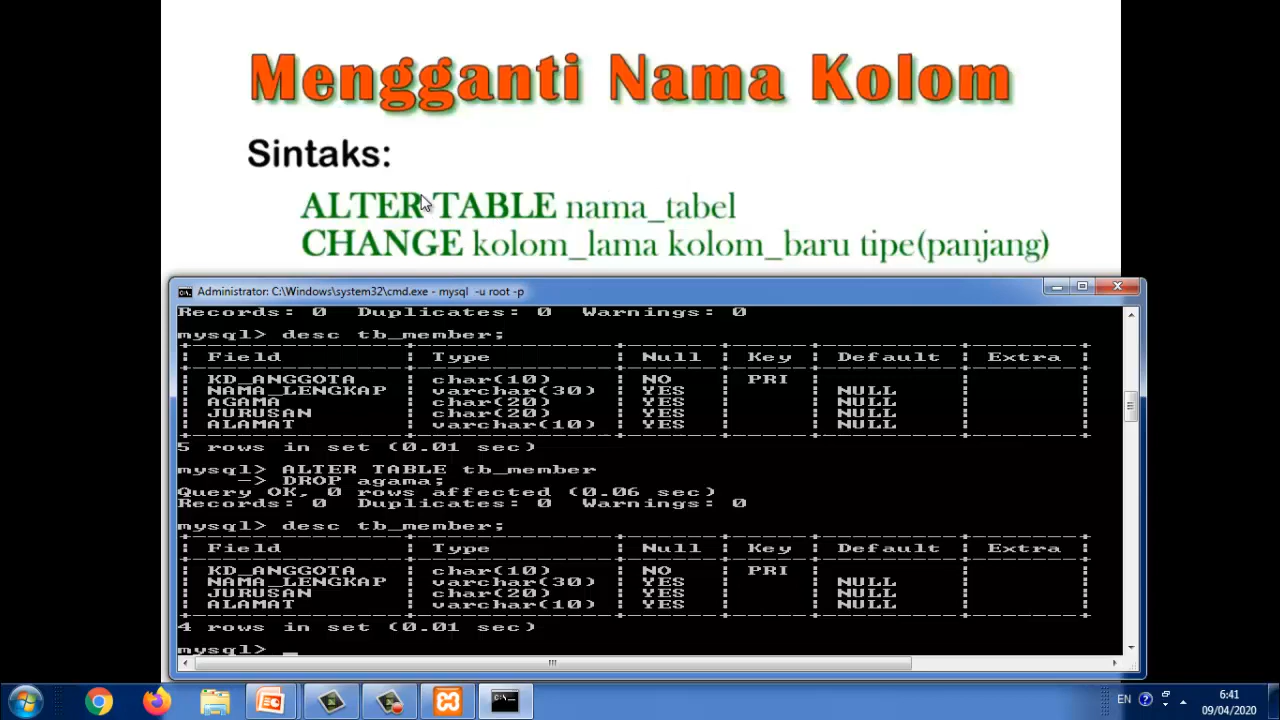 Mengganti Nama Kolom
Sintaks:
ALTER TABLE nama_tabel
CHANGE kolom_lama kolom_baru tipe(panjang)
Administrator: C:\Windows\system32\cmd.exe - mysql -u root -p
Records: 0 Duplicates: 0 Warnings: 0
mysql> desc tb_member;
| Field | Type | Null | Key | Default | Extra |
| KD_ANGGOTA | char(10) | NO | PRI | | |
| NAMA_LENGKAP | varchar(30) | YES | | NULL | |
| AGAMA | char(20) | YES | | NULL | |
| JURUSAN | char(20) | YES | | NULL | |
| ALAMAT | varchar(10) | YES | | NULL | |
5 rows in set (0.01 sec)
mysql> ALTER TABLE tb_member
-> DROP agama;
Query OK, 0 rows affected (0.06 sec)
Records: 0 Duplicates: 0 Warnings: 0
mysql> desc tb_member;
| Field | Type | Null | Key | Default | Extra |
| KD_ANGGOTA | char(10) | NO | PRI | | |
| NAMA_LENGKAP | varchar(30) | YES | | NULL | |
| JURUSAN | char(20) | YES | | NULL | |
| ALAMAT | varchar(10) | YES | | NULL | |
4 rows in set (0.01 sec)
mysql> _
EN
6:41
09/04/2020